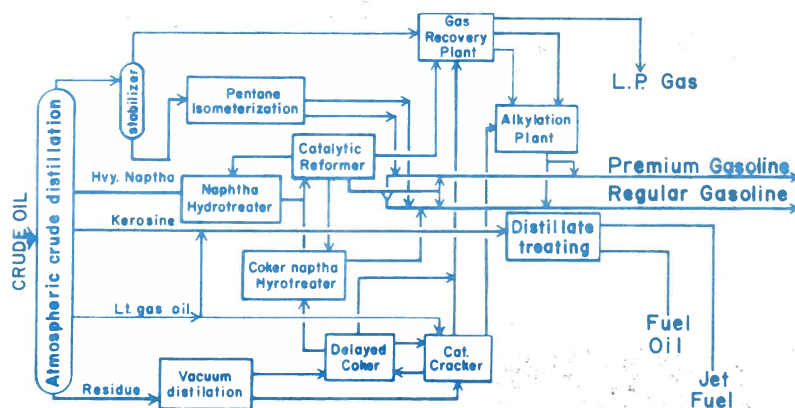 Gas
Recovery
Plant
L.P. Gas
stabilizer
Pentane
Isometerization
Alkylation
Plant
Catalytic
Reformer
Premium Gasoline
Hvy. Naptha
Naphtha
Hydrotreater
Regular Gasoline
CRUDE OIL
Atmospheric crude distillation
Kerosine
Distillate
treating
Coker naptha
Hyrotreater
Lt. gas oil
Fuel
Oil
Delayed
Coker
Cat.
Cracker
Vacuum
distilation
Residue
Jet
Fuel